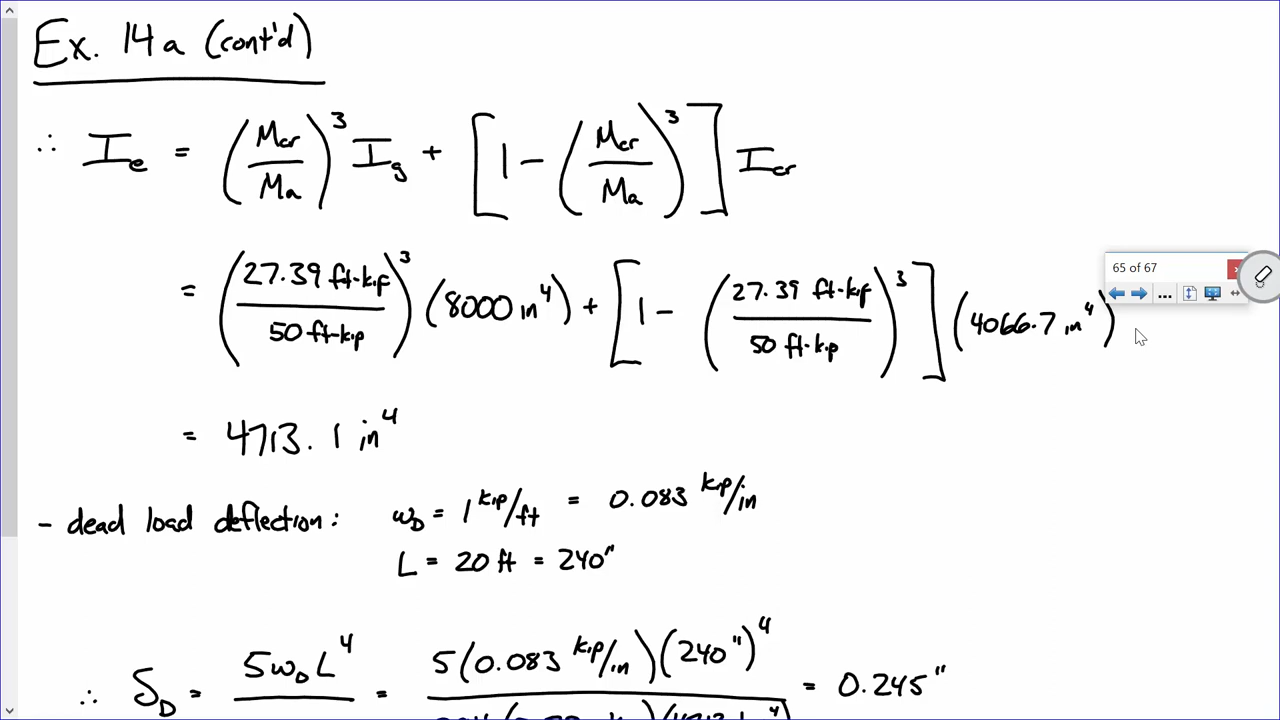 Ex. 14a (cont'd)
∴ Ie = (Mcr/Ma)³ Ig + [1 - (Mcr/Ma)³] Icr
= (27.39 ft-kip/50 ft-kip)³ (8000 in⁴) + [1 - (27.39 ft-kip/50 ft-kip)³] (4066.7 in⁴)
65 of 67
= 4713.1 in⁴
- dead load deflection: ωD = 1 kip/ft = 0.083 kip/in
L = 20 ft = 240"
∴ δD = 5ωD L⁴ = 5(0.083 kip/in)(240")⁴ = 0.245"